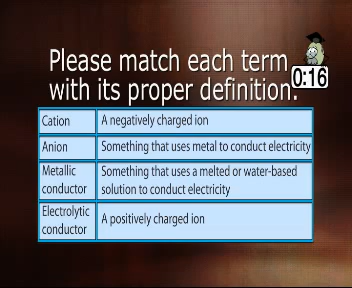 Please match each term
with its proper definition.
0:16
Cation A negatively charged ion
Anion Something that uses metal to conduct electricity
Metallic conductor Something that uses a melted or water-based
solution to conduct electricity
Electrolytic conductor A positively charged ion